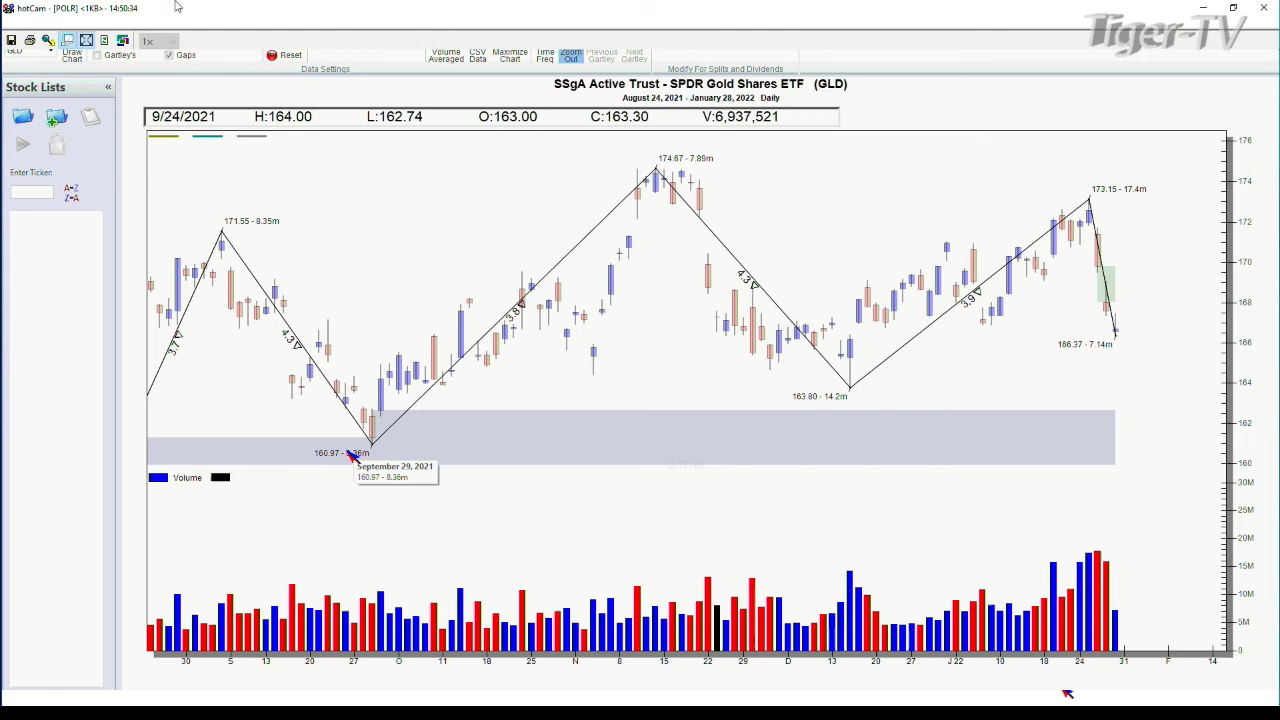 hotCam - [POLR] <1KB> - 14:50:34
Tiger-TV
1x
GLD
Draw Chart
Gartley's
Gaps
Reset
Volume Averaged
CSV Data
Maximize Chart
Time Freq
Zoom Out
Previous Gartley
Next Gartley
Data Settings
Modify For Splits and Dividends
Stock Lists
«
SSgA Active Trust - SPDR Gold Shares ETF (GLD)
August 24, 2021 - January 28, 2022 Daily
9/24/2021 H:164.00 L:162.74 O:163.00 C:163.30 V:6,937,521
Enter Ticker:
A=Z
Z=A
176
174.67 - 7.89m
174
173.15 - 17.4m
171.55 - 8.35m
172
170
4.3∇
3.9∇
168
3.8∇
4.3∇
3.7∇
166
166.37 - 7.14m
164
163.80 - 14.2m
162
160.97 - 8.36m
160
September 29, 2021
160.97 - 8.36m
Volume
30M
25M
20M
15M
10M
5M
0
30 S 13 20 27 O 11 18 25 N 8 15 22 29 D 13 20 27 J 22 10 18 24 31 F 14